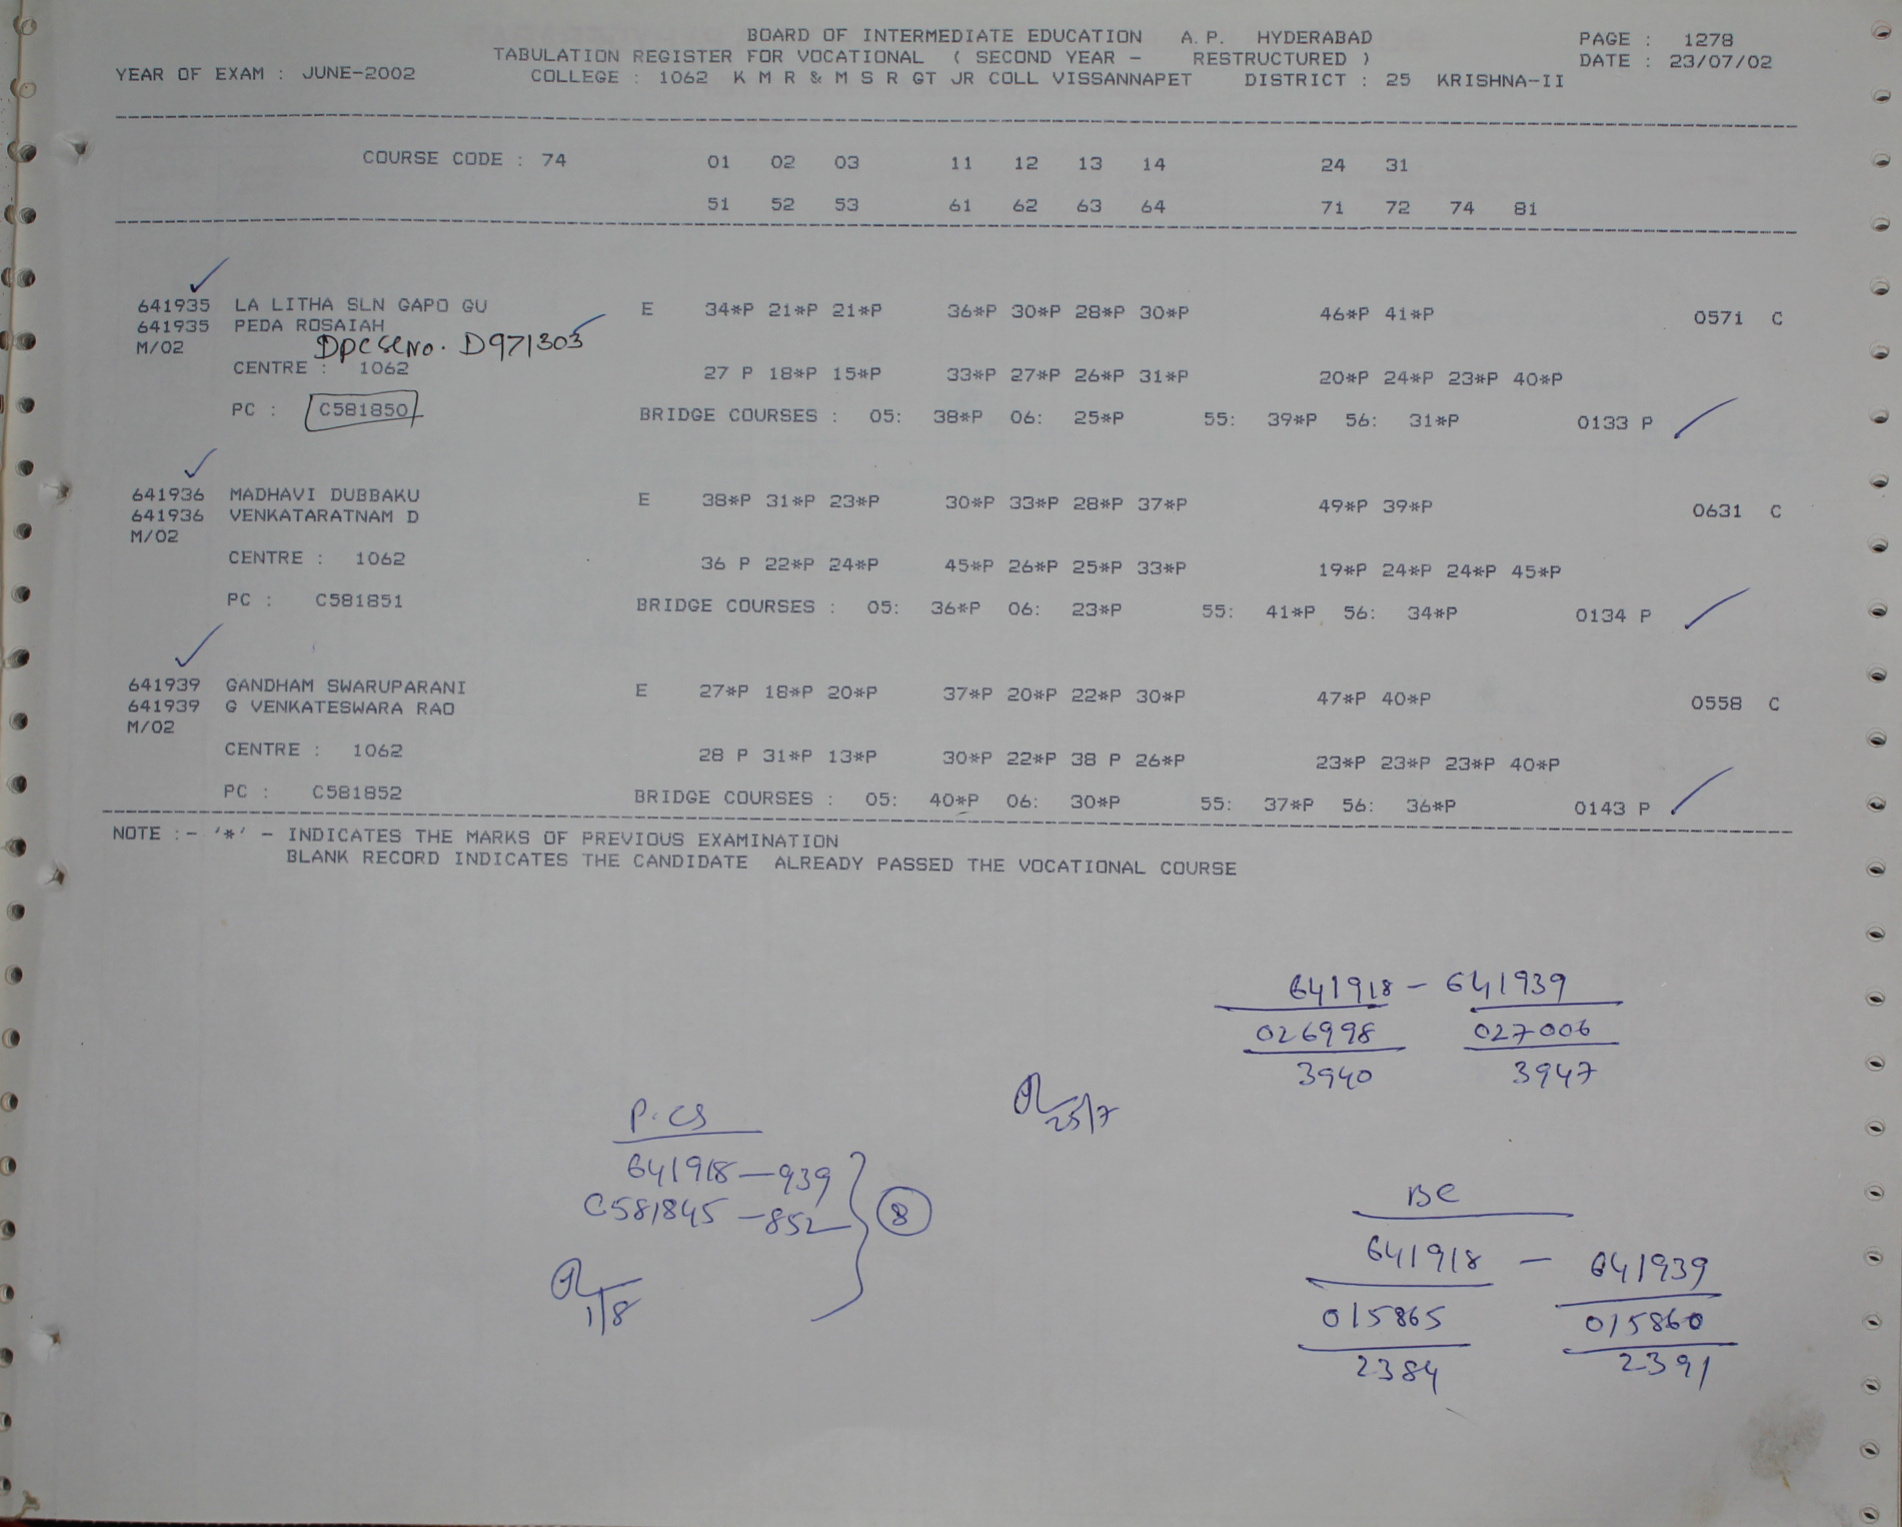 BOARD OF INTERMEDIATE EDUCATION A.P. HYDERABAD PAGE : 1278
TABULATION REGISTER FOR VOCATIONAL ( SECOND YEAR - RESTRUCTURED ) DATE : 23/07/02
YEAR OF EXAM : JUNE-2002 COLLEGE : 1062 K M R & M S R GT JR COLL VISSANNAPET DISTRICT : 25 KRISHNA-II
COURSE CODE : 74 01 02 03 11 12 13 14 24 31
51 52 53 61 62 63 64 71 72 74 81
641935 LA LITHA SLN GAPO GU E 34*P 21*P 21*P 36*P 30*P 28*P 30*P 46*P 41*P 0571 C
641935 PEDA ROSAIAH
M/02 Dpc slNo. D971303
CENTRE : 1062 27 P 18*P 15*P 33*P 27*P 26*P 31*P 20*P 24*P 23*P 40*P
PC : C581850 BRIDGE COURSES : 05: 38*P 06: 25*P 55: 39*P 56: 31*P 0133 P
641936 MADHAVI DUBBAKU E 38*P 31*P 23*P 30*P 33*P 28*P 37*P 49*P 39*P 0631 C
641936 VENKATARATNAM D
M/02
CENTRE : 1062 36 P 22*P 24*P 45*P 26*P 25*P 33*P 19*P 24*P 24*P 45*P
PC : C581851 BRIDGE COURSES : 05: 36*P 06: 23*P 55: 41*P 56: 34*P 0134 P
641939 GANDHAM SWARUPARANI E 27*P 18*P 20*P 37*P 20*P 22*P 30*P 47*P 40*P 0558 C
641939 G VENKATESWARA RAO
M/02
CENTRE : 1062 28 P 31*P 13*P 30*P 22*P 38 P 26*P 23*P 23*P 23*P 40*P
PC : C581852 BRIDGE COURSES : 05: 40*P 06: 30*P 55: 37*P 56: 36*P 0143 P
NOTE :- '*' - INDICATES THE MARKS OF PREVIOUS EXAMINATION
BLANK RECORD INDICATES THE CANDIDATE ALREADY PASSED THE VOCATIONAL COURSE
641918 - 641939
026998 027006
3940 3947
25/7
P.CS
641918 - 939
C581845 - 852 8
1/8
BC
641918 - 641939
015865 015860
2384 2391